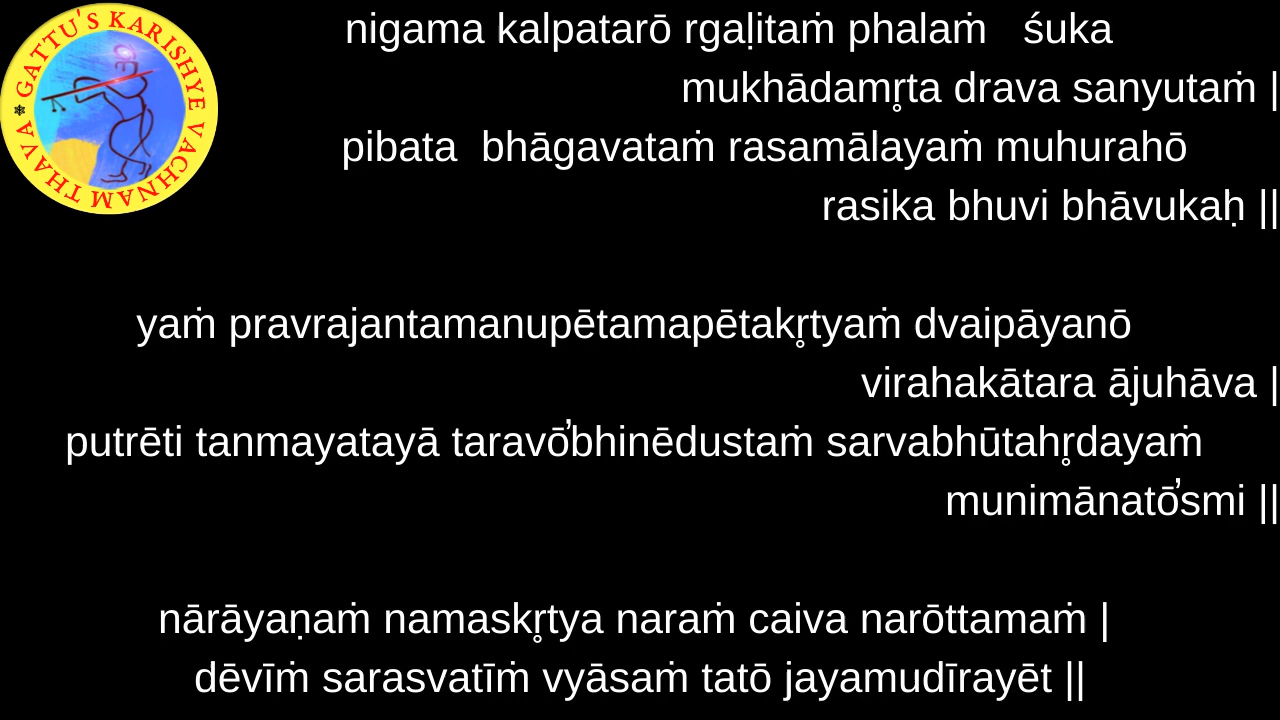 GATTU'S KARISHYE VACHNAM THAVA
nigama kalpatarō rgaḷitaṁ phalaṁ śuka
mukhādamr̥ta drava sanyutaṁ |
pibata bhāgavataṁ rasamālayaṁ muhurahō
rasika bhuvi bhāvukaḥ ||
yaṁ pravrajantamanupētamapētakr̥tyaṁ dvaipāyanō
virahakātara ājuhāva |
putrēti tanmayatayā taravō̕bhinēdustaṁ sarvabhūtahr̥dayaṁ
munimānatō̕smi ||
nārāyaṇaṁ namaskr̥tya naraṁ caiva narōttamaṁ |
dēvīṁ sarasvatīṁ vyāsaṁ tatō jayamudīrayēt ||